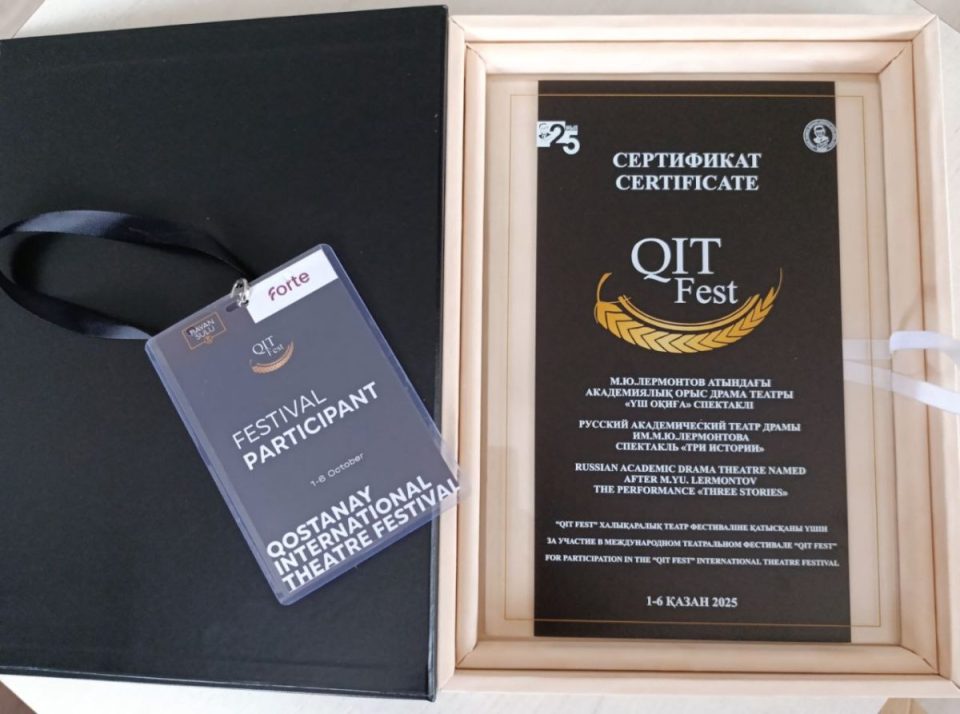 forte
BAYAN
SULU
QIT
Fest
FESTIVAL
PARTICIPANT
1-6 October
QOSTANAY
INTERNATIONAL
THEATRE FESTIVAL
25
СЕРТИФИКАТ
CERTIFICATE
QIT
Fest
М.Ю.ЛЕРМОНТОВ АТЫНДАҒЫ
АКАДЕМИЯЛЫҚ ОРЫС ДРАМА ТЕАТРЫ
«ҮШ ОҚИҒА» СПЕКТАКЛІ
РУССКИЙ АКАДЕМИЧЕСКИЙ ТЕАТР ДРАМЫ
ИМ.М.Ю.ЛЕРМОНТОВА
СПЕКТАКЛЬ «ТРИ ИСТОРИИ»
RUSSIAN ACADEMIC DRAMA THEATRE NAMED
AFTER M.YU. LERMONTOV
THE PERFORMANCE «THREE STORIES»
"QIT FEST" ХАЛЫҚАРАЛЫҚ ТЕАТР ФЕСТИВАЛІНЕ ҚАТЫСҚАНЫ ҮШІН
ЗА УЧАСТИЕ В МЕЖДУНАРОДНОМ ТЕАТРАЛЬНОМ ФЕСТИВАЛЕ "QIT FEST"
FOR PARTICIPATION IN THE "QIT FEST" INTERNATIONAL THEATRE FESTIVAL
1-6 ҚАЗАН 2025